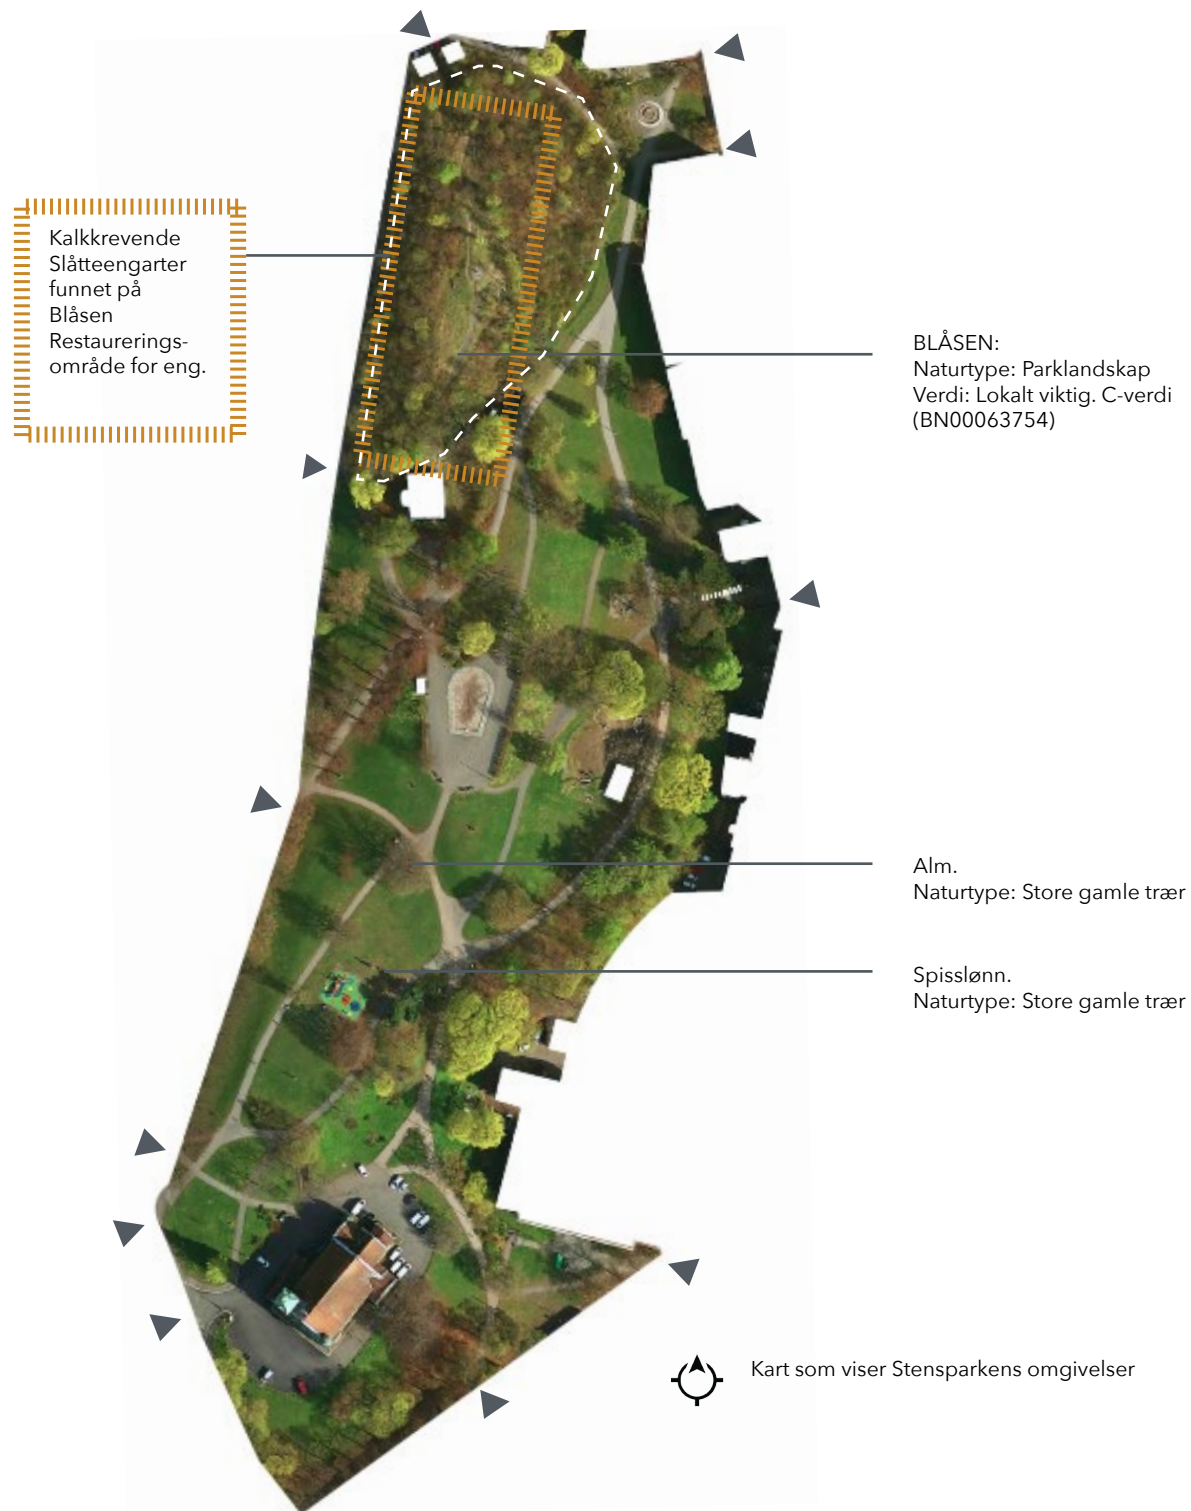 Kalkkrevende
Slåtteengarter
funnet på
Blåsen
Restaurerings-
område for eng.
BLÅSEN:
Naturtype: Parklandskap
Verdi: Lokalt viktig. C-verdi
(BN00063754)
Alm.
Naturtype: Store gamle trær
Spisslønn.
Naturtype: Store gamle trær
Kart som viser Stensparkens omgivelser